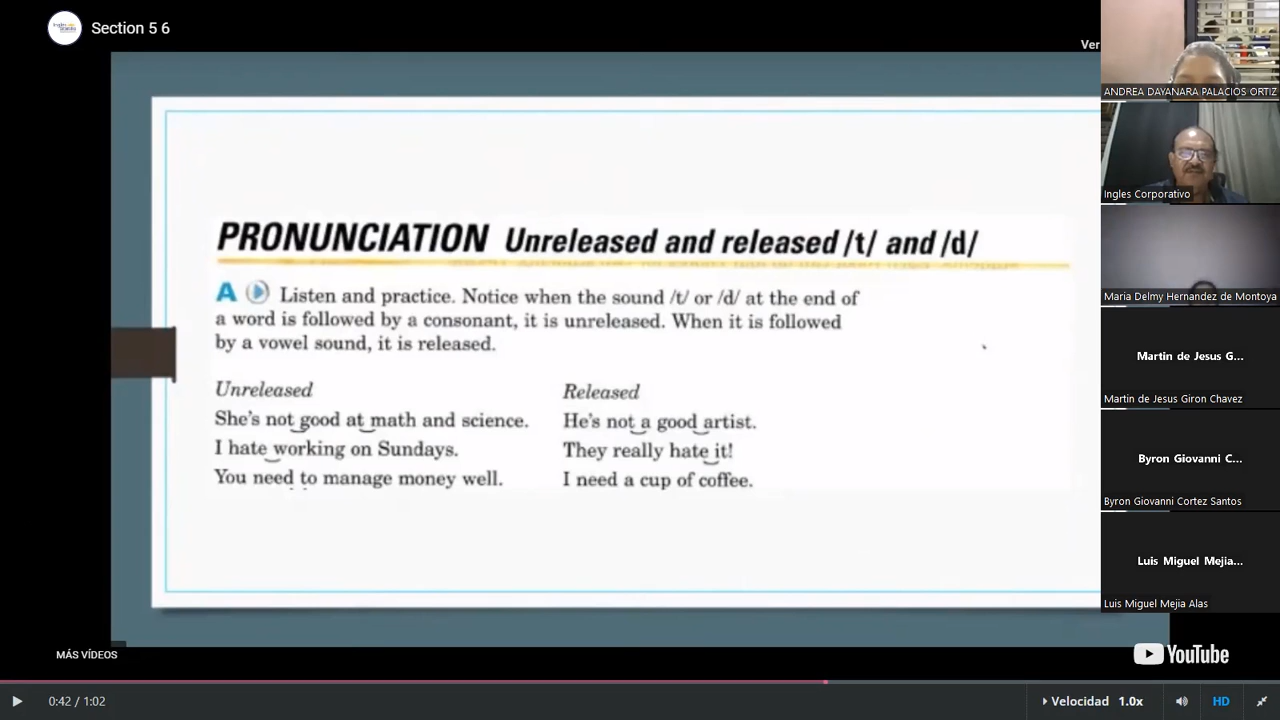 Section 5 6
Ver
ANDREA DAYANARA PALACIOS ORTIZ
Ingles Corporativo
Maria Delmy Hernandez de Montoya
Martin de Jesus G...
Martin de Jesus Giron Chavez
Byron Giovanni C...
Byron Giovanni Cortez Santos
Luis Miguel Mejia...
Luis Miguel Mejia Alas
PRONUNCIATION Unreleased and released /t/ and /d/
A Listen and practice. Notice when the sound /t/ or /d/ at the end of
a word is followed by a consonant, it is unreleased. When it is followed
by a vowel sound, it is released.
Unreleased
She's not good at math and science.
I hate working on Sundays.
You need to manage money well.
Released
He's not a good artist.
They really hate it!
I need a cup of coffee.
MÁS VÍDEOS
YouTube
0:42 / 1:02
Velocidad 1.0x
HD